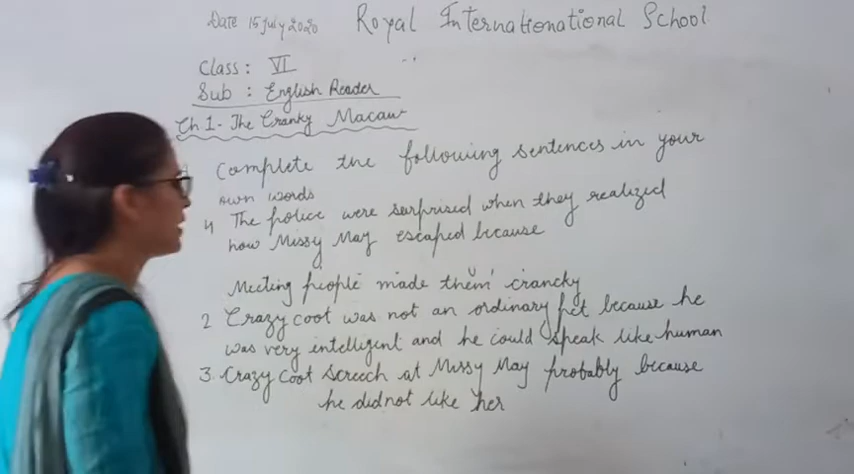 Date 15 July 2020 Royal Internationational School
Class: VI
Sub : English Reader
Ch 1- The Cranky Macaw
Complete the following sentences in your
own words
1 The police were surprised when they realized
how Missy May escaped because
Meeting people made them crancky
2 Crazy coot was not an ordinary pet because he
was very intelligent and he could speak like human
3. Crazy coot screech at Missy May probably because
he didnot like her